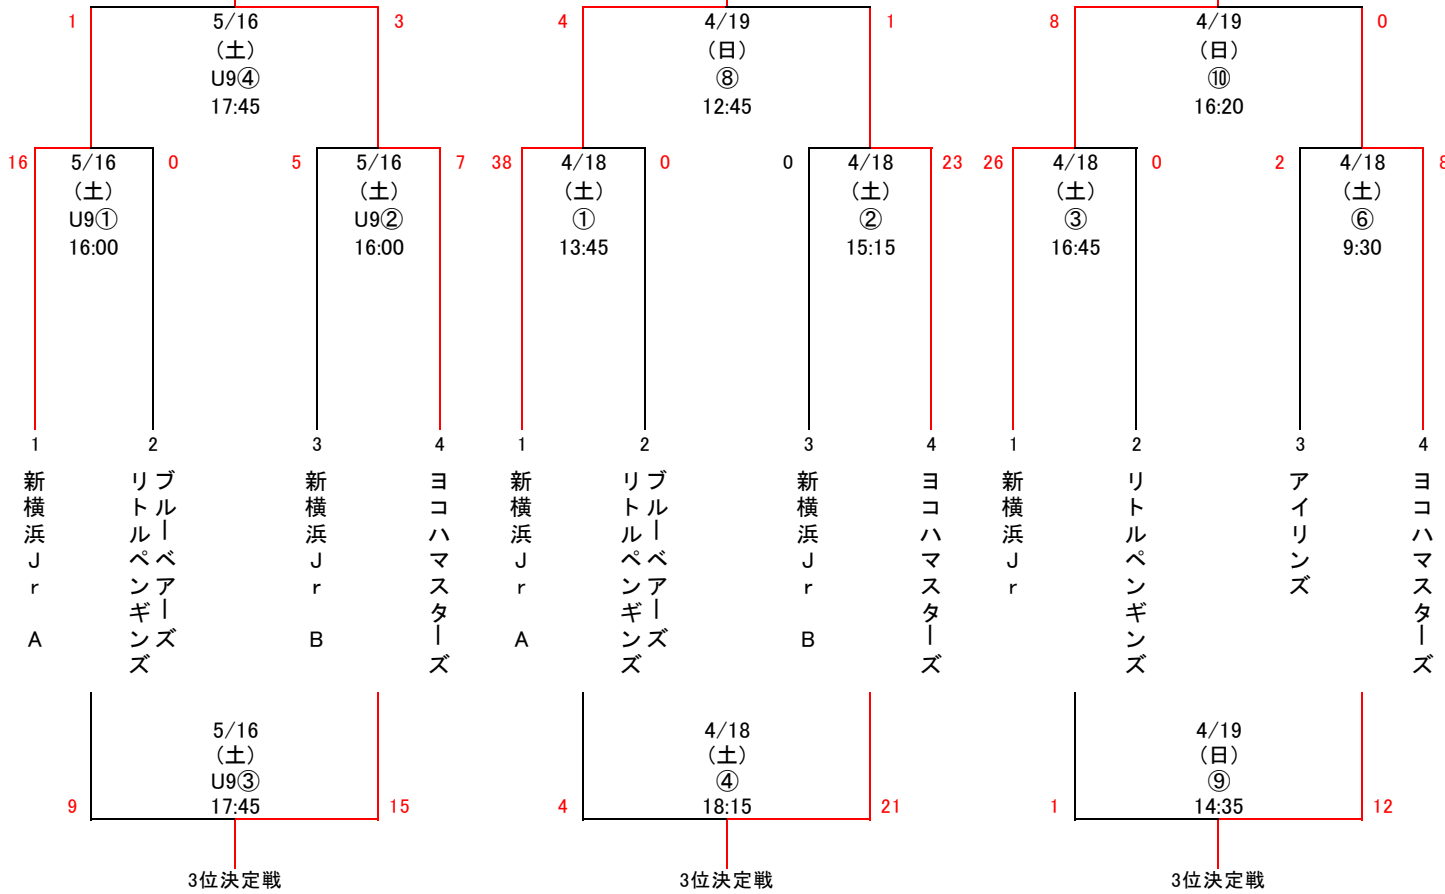 1
5/16
(土)
U9④
17:45
3
4
4/19
(日)
⑧
12:45
1
8
4/19
(日)
⑩
16:20
0
16
5/16
(土)
U9①
16:00
0
5
5/16
(土)
U9②
16:00
7
38
4/18
(土)
①
13:45
0
0
4/18
(土)
②
15:15
23
26
4/18
(土)
③
16:45
0
2
4/18
(土)
⑥
9:30
8
1
2
3
4
1
2
3
4
1
2
3
4
新横浜Jr A
ブルーベアーズ
リトルペンギンズ
新横浜Jr B
ヨコハマスターズ
新横浜Jr A
ブルーベアーズ
リトルペンギンズ
新横浜Jr B
ヨコハマスターズ
新横浜Jr
リトルペンギンズ
アイリンズ
ヨコハマスターズ
5/16
(土)
U9③
17:45
9
15
3位決定戦
4/18
(土)
④
18:15
4
21
3位決定戦
4/19
(日)
⑨
14:35
1
12
3位決定戦